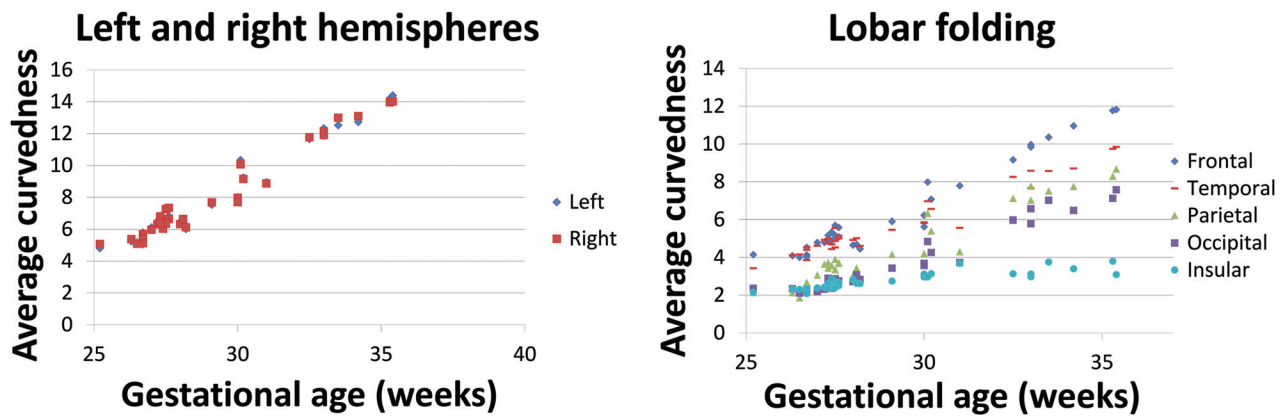 Left and right hemispheres
Average curvedness
16
14
12
10
8
6
4
2
0
25
30
35
40
Gestational age (weeks)
Left
Right
Lobar folding
Average curvedness
14
12
10
8
6
4
2
0
25
30
35
Gestational age (weeks)
Frontal
Temporal
Parietal
Occipital
Insular